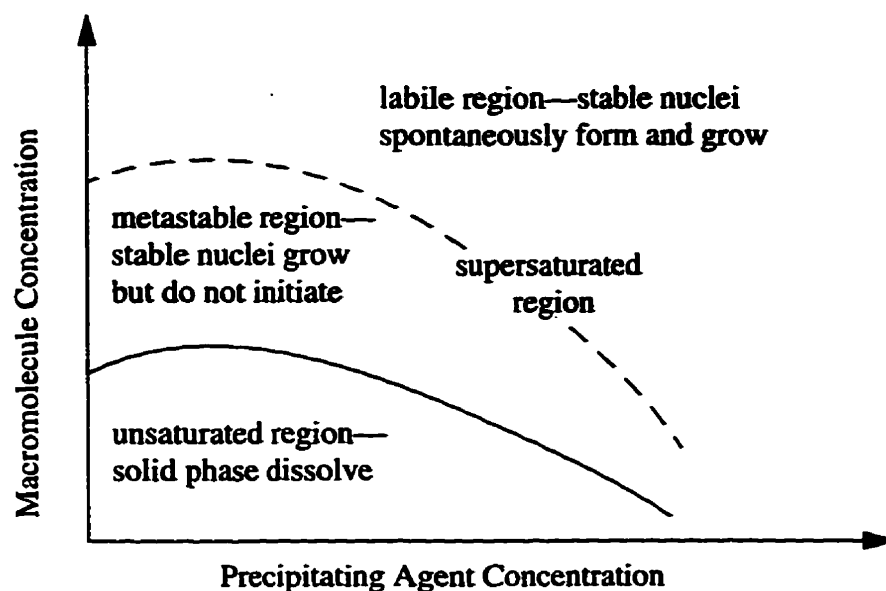 labile region—stable nuclei
spontaneously form and grow
metastable region—
stable nuclei grow
but do not initiate
supersaturated
region
unsaturated region—
solid phase dissolve
Macromolecule Concentration
Precipitating Agent Concentration